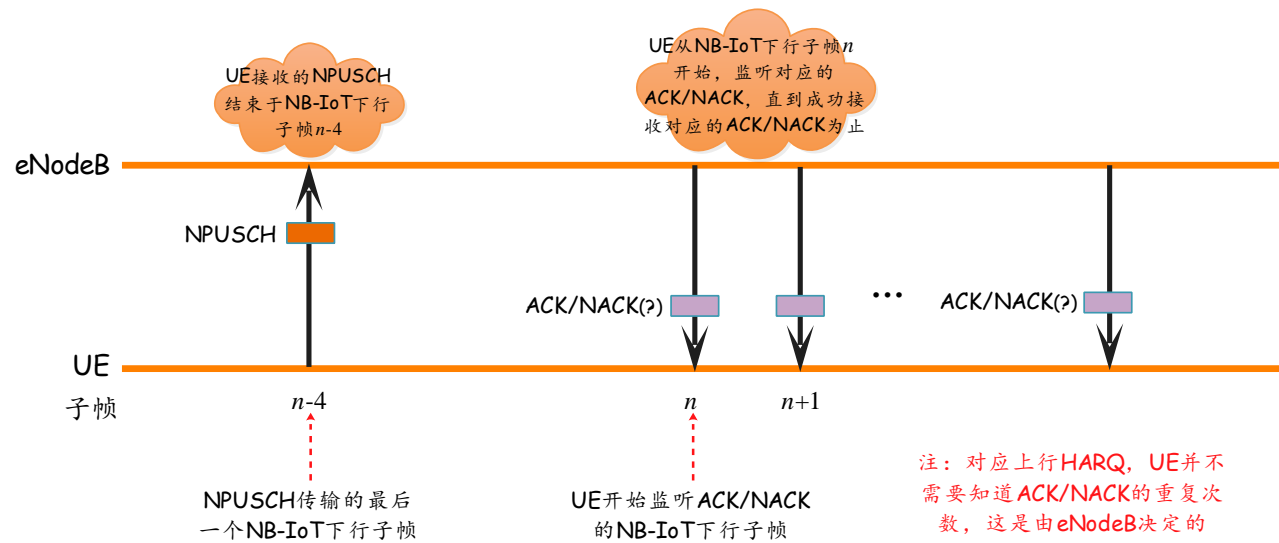 UE接收的NPUSCH
结束于NB-IoT下行
子帧n-4
UE从NB-IoT下行子帧n
开始，监听对应的
ACK/NACK，直到成功接
收对应的ACK/NACK为止
eNodeB
NPUSCH
ACK/NACK(?)
...
ACK/NACK(?)
UE
子帧
n-4
n
n+1
NPUSCH传输的最后
一个NB-IoT下行子帧
UE开始监听ACK/NACK
的NB-IoT下行子帧
注：对应上行HARQ，UE并不
需要知道ACK/NACK的重复次
数，这是由eNodeB决定的